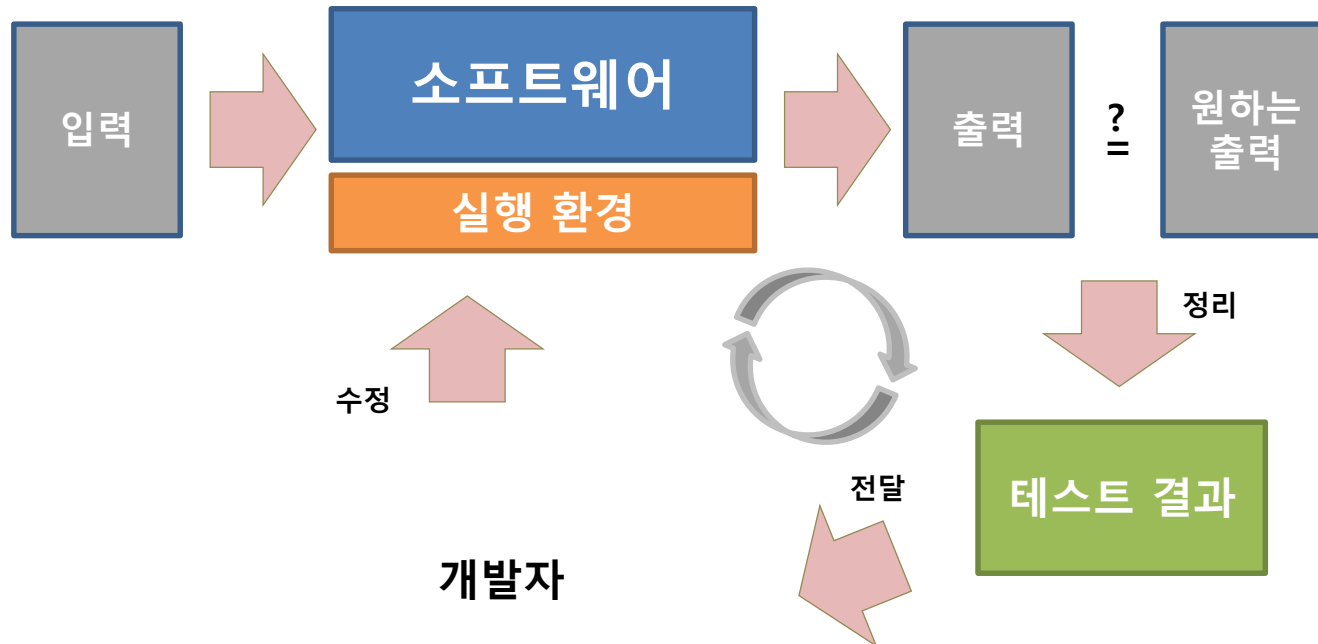 입력
소프트웨어
실행 환경
출력
?
=
원하는
출력
정리
수정
전달
테스트 결과
개발자